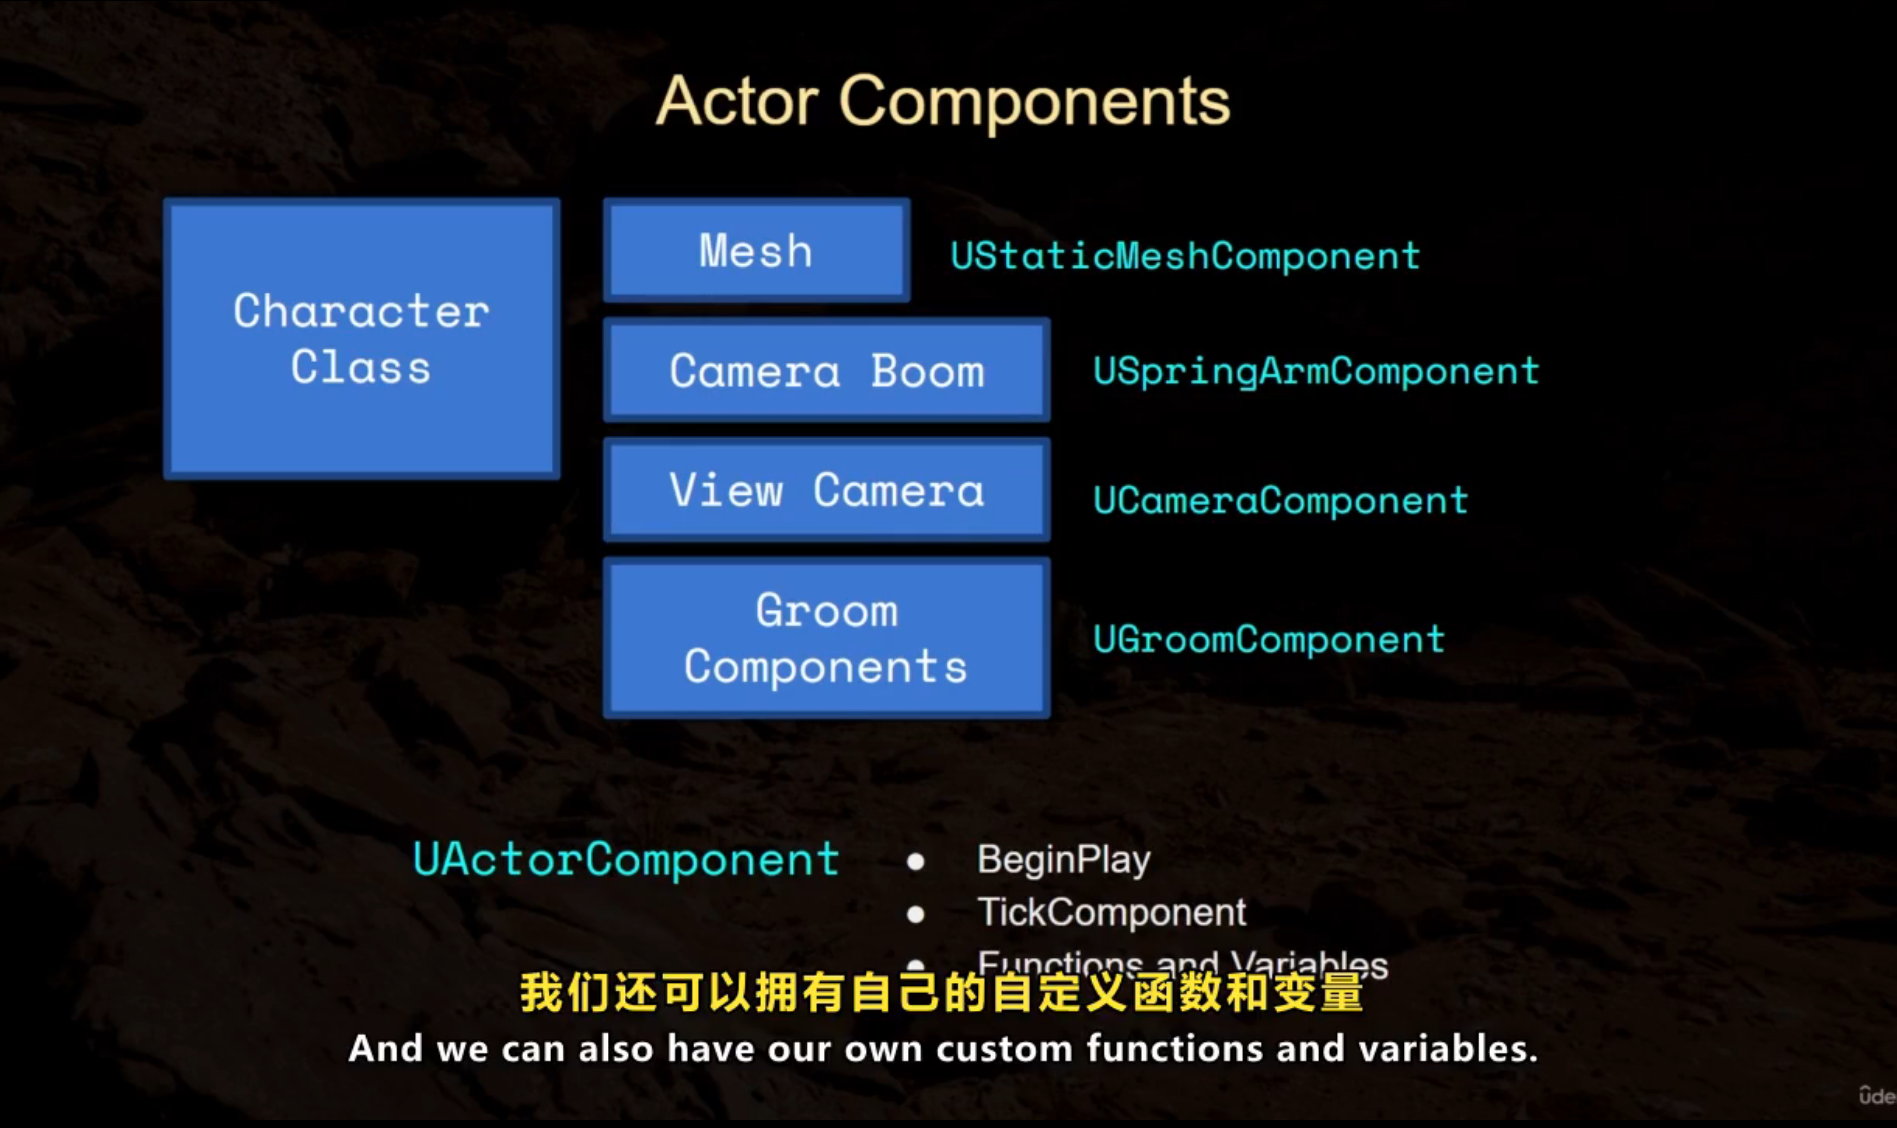 Actor Components
Character
Class
Mesh
UStaticMeshComponent
Camera Boom
USpringArmComponent
View Camera
UCameraComponent
Groom
Components
UGroomComponent
UActorComponent
● BeginPlay
● TickComponent
● Functions and Variables
我们还可以拥有自己的自定义函数和变量
And we can also have our own custom functions and variables.
ûde